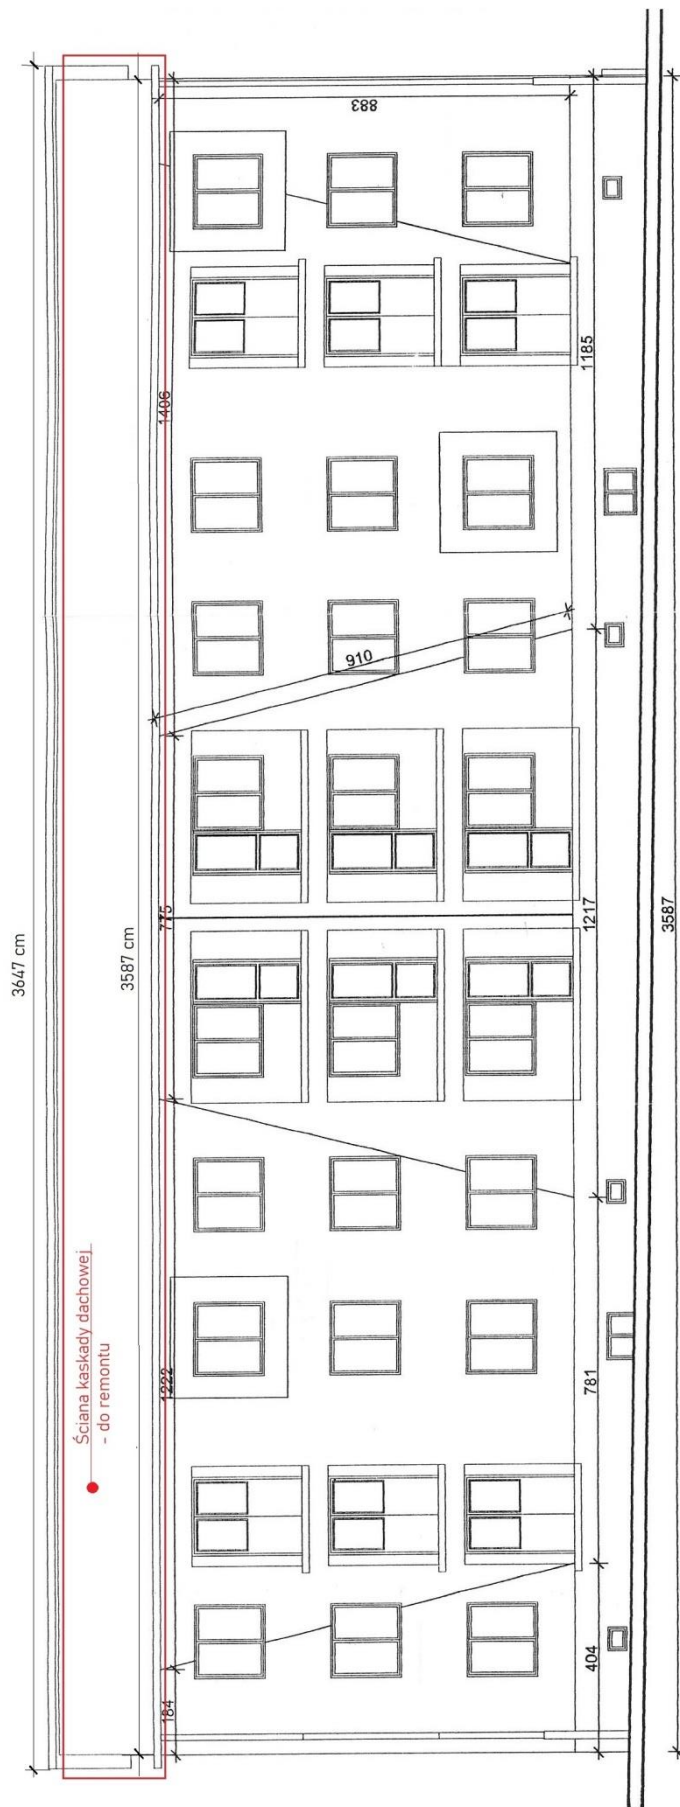 3647 cm
Ściana kaskady dachowej
- do remontu
3587 cm
184
1222
775
1406
910
883
404
781
1217
1185
3587